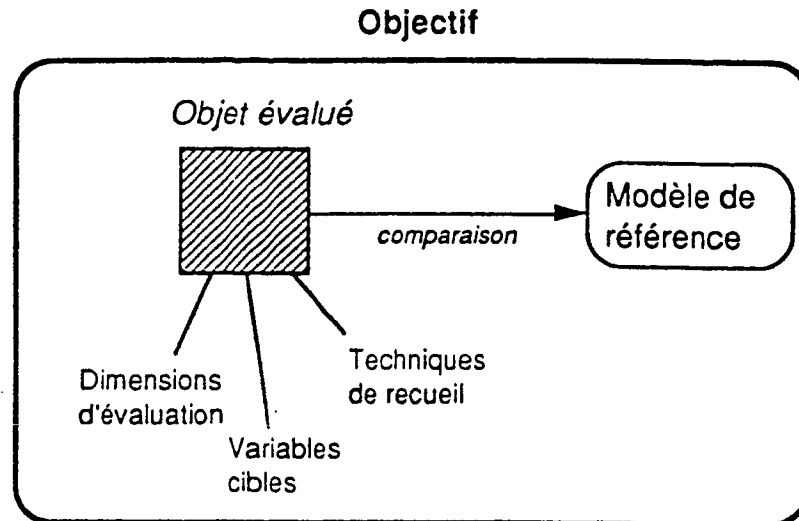 Objectif
Objet évalué
comparaison
Modèle de
référence
Dimensions
d'évaluation
Variables
cibles
Techniques
de recueil